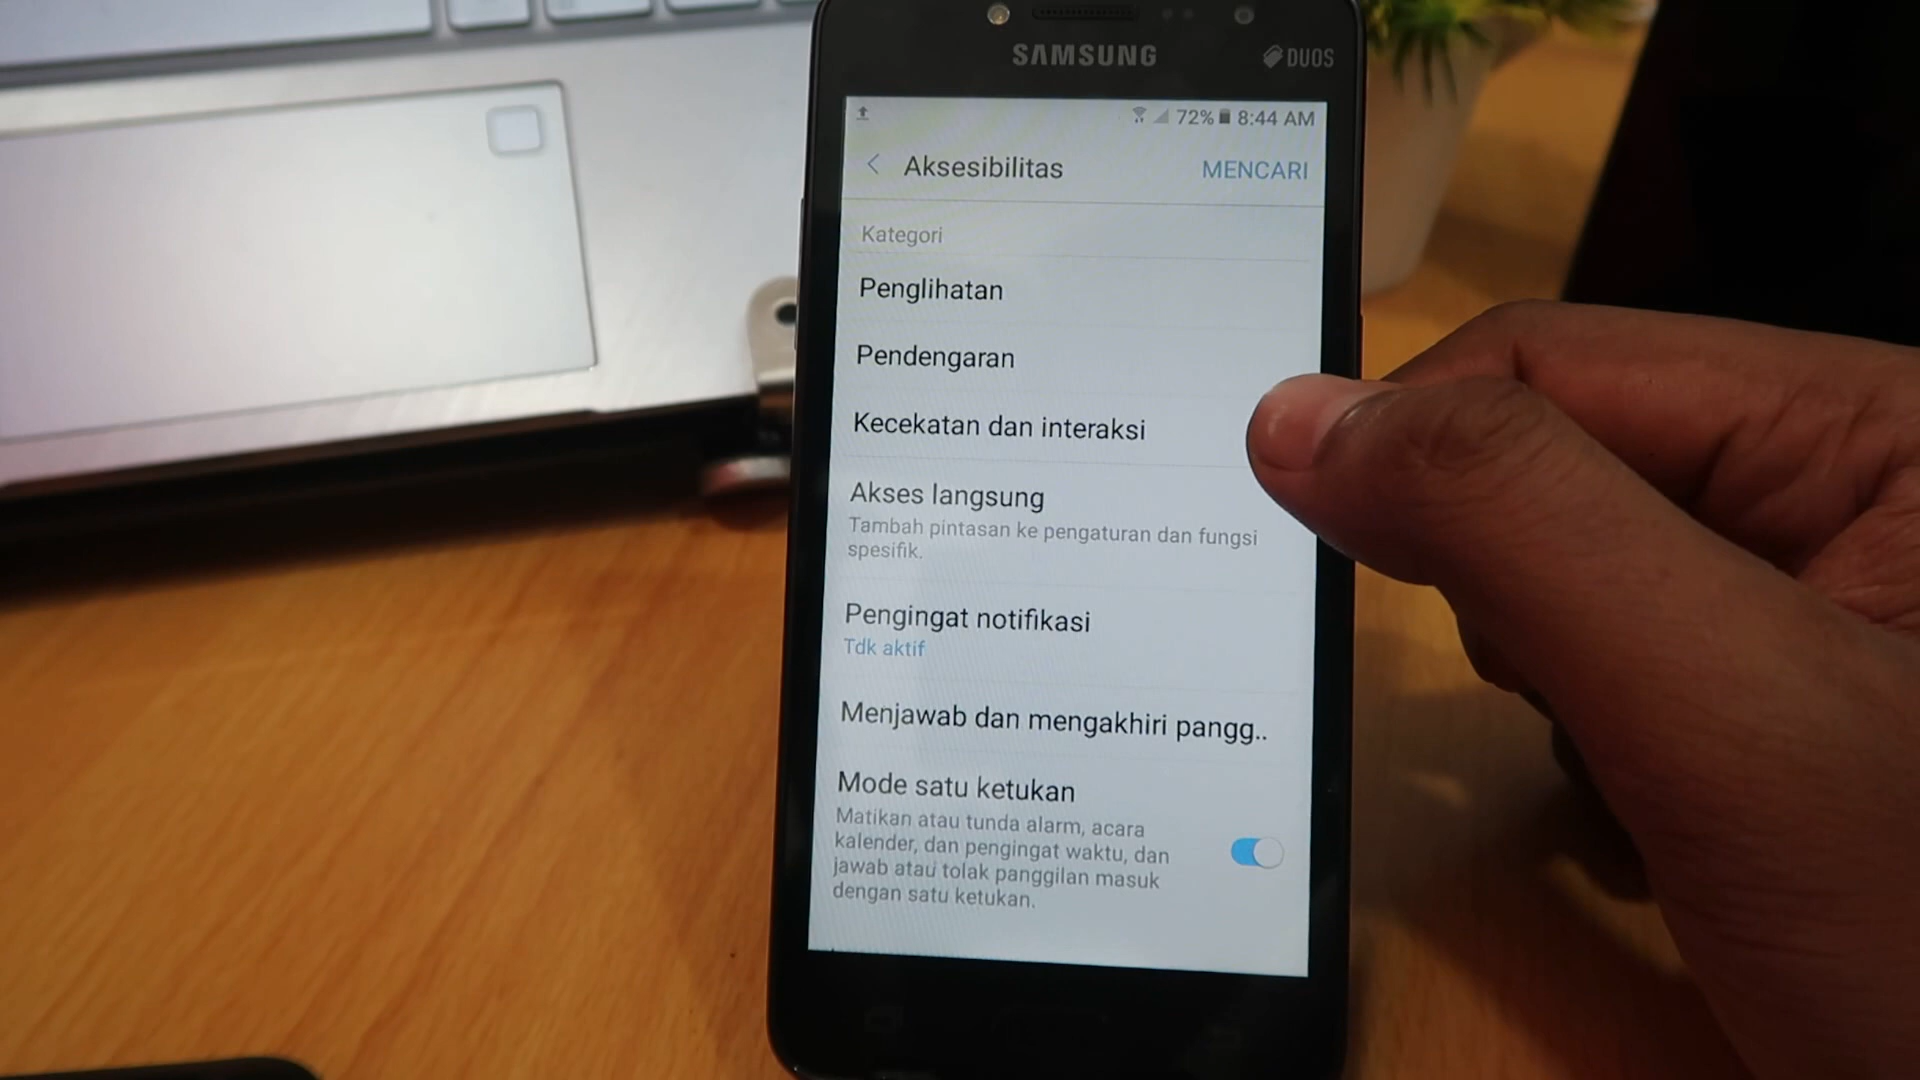 SAMSUNG
DUOS
72% 8:44 AM
Aksesibilitas
MENCARI
Kategori
Penglihatan
Pendengaran
Kecekatan dan interaksi
Akses langsung
Tambah pintasan ke pengaturan dan fungsi
spesifik.
Pengingat notifikasi
Tdk aktif
Menjawab dan mengakhiri pangg..
Mode satu ketukan
Matikan atau tunda alarm, acara
kalender, dan pengingat waktu, dan
jawab atau tolak panggilan masuk
dengan satu ketukan.